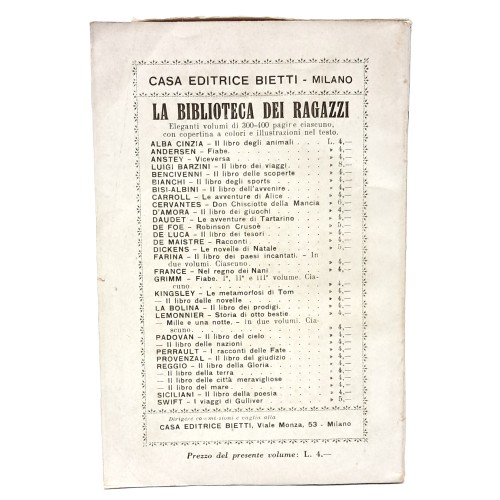 CASA EDITRICE BIETTI - MILANO
LA BIBLIOTECA DEI RAGAZZI
Eleganti volumi di 300-400 pagine ciascuno,
con copertina a colori e illustrazioni nel testo.
ALBA CINZIA - Il libro degli animali . . . . L. 4,—
ANDERSEN - Fiabe. . . . . . . . . » 4,—
ANSTEY - Viceversa . . . . . . . . » 4,—
LUIGI BARZINI - Il libro dei viaggi. . . . .
BENCIVENNI - Il libro delle scoperte . . . . » 4,—
BIANCHI - Il libro degli sports . . . . . » 4,—
BISI-ALBINI - Il libro dell'avvenire. . . . . » 4,—
CARROLL - Le avventure di Alice . . . . . » 4,—
CERVANTES - Don Chisciotte della Mancia
D'AMORA - Il libro dei giuochi . . . . . » 4,—
DAUDET - Le avventure di Tartarino . . . . » 4,—
DE FOE - Robinson Crusoè . . . . . . » 5,—
DE LUCA - Il libro dei tesori . . . . . . » 4,—
DE MAISTRE - Racconti. . . . . . . » 4,—
DICKENS - Le novelle di Natale . . . . . » 5,—
FARINA - Il libro dei paesi incantati. - In
due volumi. Ciascuno. . . . . . . » 4,—
FRANCE - Nel regno dei Nani . . . . . » 4,—
GRIMM - Fiabe. Iª, IIª e IIIª volume. Cia-
cuno . . . . . . . . . . » 4,—
KINGSLEY - Le metamorfosi di Tom . . . . » 4,—
— Il libro delle novelle . . . . . . . » 4,—
LA BOLINA - Il libro dei prodigi. . . . . » 4,—
LEMONNIER - Storia di otto bestie . . . . » 4,—
— Mille e una notte. - in due volumi. Cia-
scuno. . . . . . . . . . » 4,—
PADOVAN - Il libro del cielo . . . . . . » 4,—
— Il libro delle nazioni . . . . . . . » 4,—
PERRAULT - I racconti delle Fate . . . . . » 4,—
PROVENZAL - Il libro del giudizio . . . . » 4,—
REGGIO - Il libro della Gloria. . . . . . » 4,—
— Il libro della terra . . . . . . . . » 4,—
— Il libro delle città meravigliose . . . . . » 4,—
— Il libro del mare . . . . . . . . » 4,—
SICILIANI - Il libro della poesia . . . . . » 4,—
SWIFT - I viaggi di Gulliver . . . . . . » 5,—
Dirigere commissioni e vaglia alla
CASA EDITRICE BIETTI, Viale Monza, 53 - Milano
Prezzo del presente volume: L. 4.—